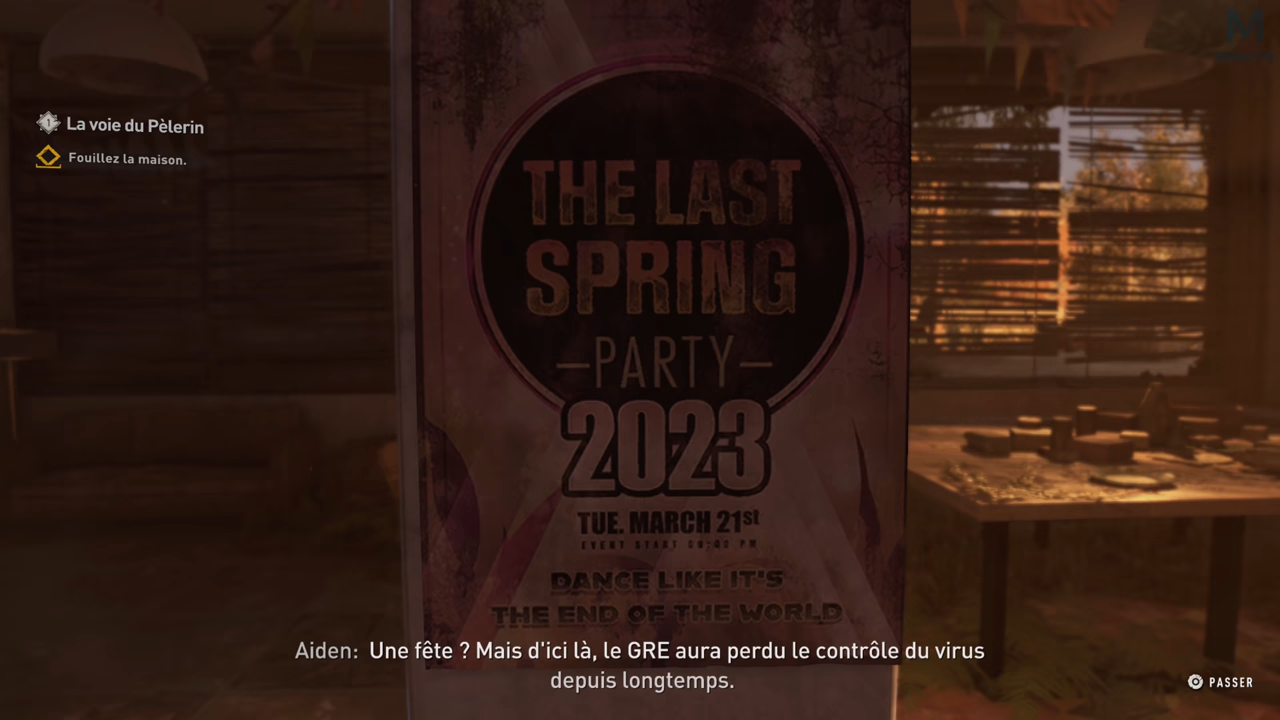 M
1
La voie du Pèlerin
Fouillez la maison.
THE LAST
SPRING
—PARTY—
2023
TUE. MARCH 21st
DANCE LIKE IT'S
THE END OF THE WORLD
Aiden: Une fête ? Mais d'ici là, le GRE aura perdu le contrôle du virus
depuis longtemps.
PASSER